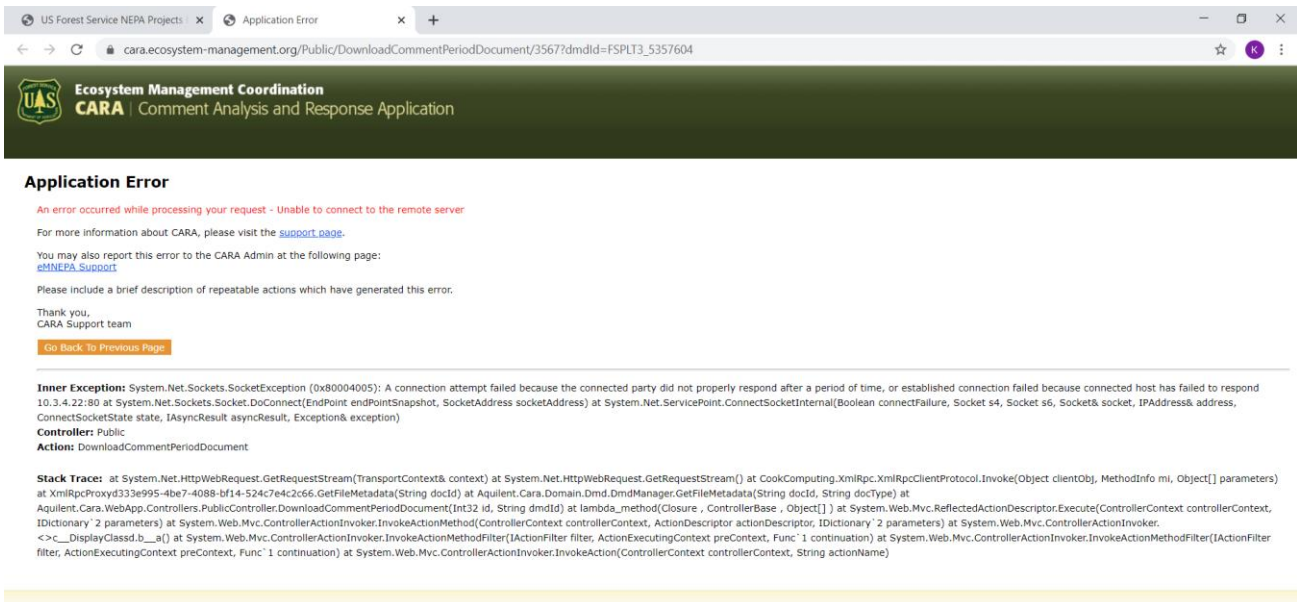 US Forest Service NEPA Projects
Application Error
cara.ecosystem-management.org/Public/DownloadCommentPeriodDocument/3567?dmdId=FSPLT3_5357604
K
UAS
Ecosystem Management Coordination
CARA | Comment Analysis and Response Application
Application Error
An error occurred while processing your request - Unable to connect to the remote server
For more information about CARA, please visit the support page.
You may also report this error to the CARA Admin at the following page:
eMNEPA Support
Please include a brief description of repeatable actions which have generated this error.
Thank you,
CARA Support team
Go Back To Previous Page
Inner Exception: System.Net.Sockets.SocketException (0x80004005): A connection attempt failed because the connected party did not properly respond after a period of time, or established connection failed because connected host has failed to respond
10.3.4.22:80 at System.Net.Sockets.Socket.DoConnect(EndPoint endPointSnapshot, SocketAddress socketAddress) at System.Net.ServicePoint.ConnectSocketInternal(Boolean connectFailure, Socket s4, Socket s6, Socket& socket, IPAddress& address,
ConnectSocketState state, IAsyncResult asyncResult, Exception& exception)
Controller: Public
Action: DownloadCommentPeriodDocument
Stack Trace: at System.Net.HttpWebRequest.GetRequestStream(TransportContext& context) at System.Net.HttpWebRequest.GetRequestStream() at CookComputing.XmlRpc.XmlRpcClientProtocol.Invoke(Object clientObj, MethodInfo mi, Object[] parameters)
at XmlRpcProxyd333e995-4be7-4088-bf14-524c7e4c2c66.GetFileMetadata(String docId) at Aquilent.Cara.Domain.Dmd.DmdManager.GetFileMetadata(String docId, String docType) at
Aquilent.Cara.WebApp.Controllers.PublicController.DownloadCommentPeriodDocument(Int32 id, String dmdId) at lambda_method(Closure , ControllerBase , Object[] ) at System.Web.Mvc.ReflectedActionDescriptor.Execute(ControllerContext controllerContext,
IDictionary`2 parameters) at System.Web.Mvc.ControllerActionInvoker.InvokeActionMethod(ControllerContext controllerContext, ActionDescriptor actionDescriptor, IDictionary`2 parameters) at System.Web.Mvc.ControllerActionInvoker.
<>c__DisplayClassd.b__a() at System.Web.Mvc.ControllerActionInvoker.InvokeActionMethodFilter(IActionFilter filter, ActionExecutingContext preContext, Func`1 continuation) at System.Web.Mvc.ControllerActionInvoker.InvokeActionMethodFilter(IActionFilter
filter, ActionExecutingContext preContext, Func`1 continuation) at System.Web.Mvc.ControllerActionInvoker.InvokeAction(ControllerContext controllerContext, String actionName)